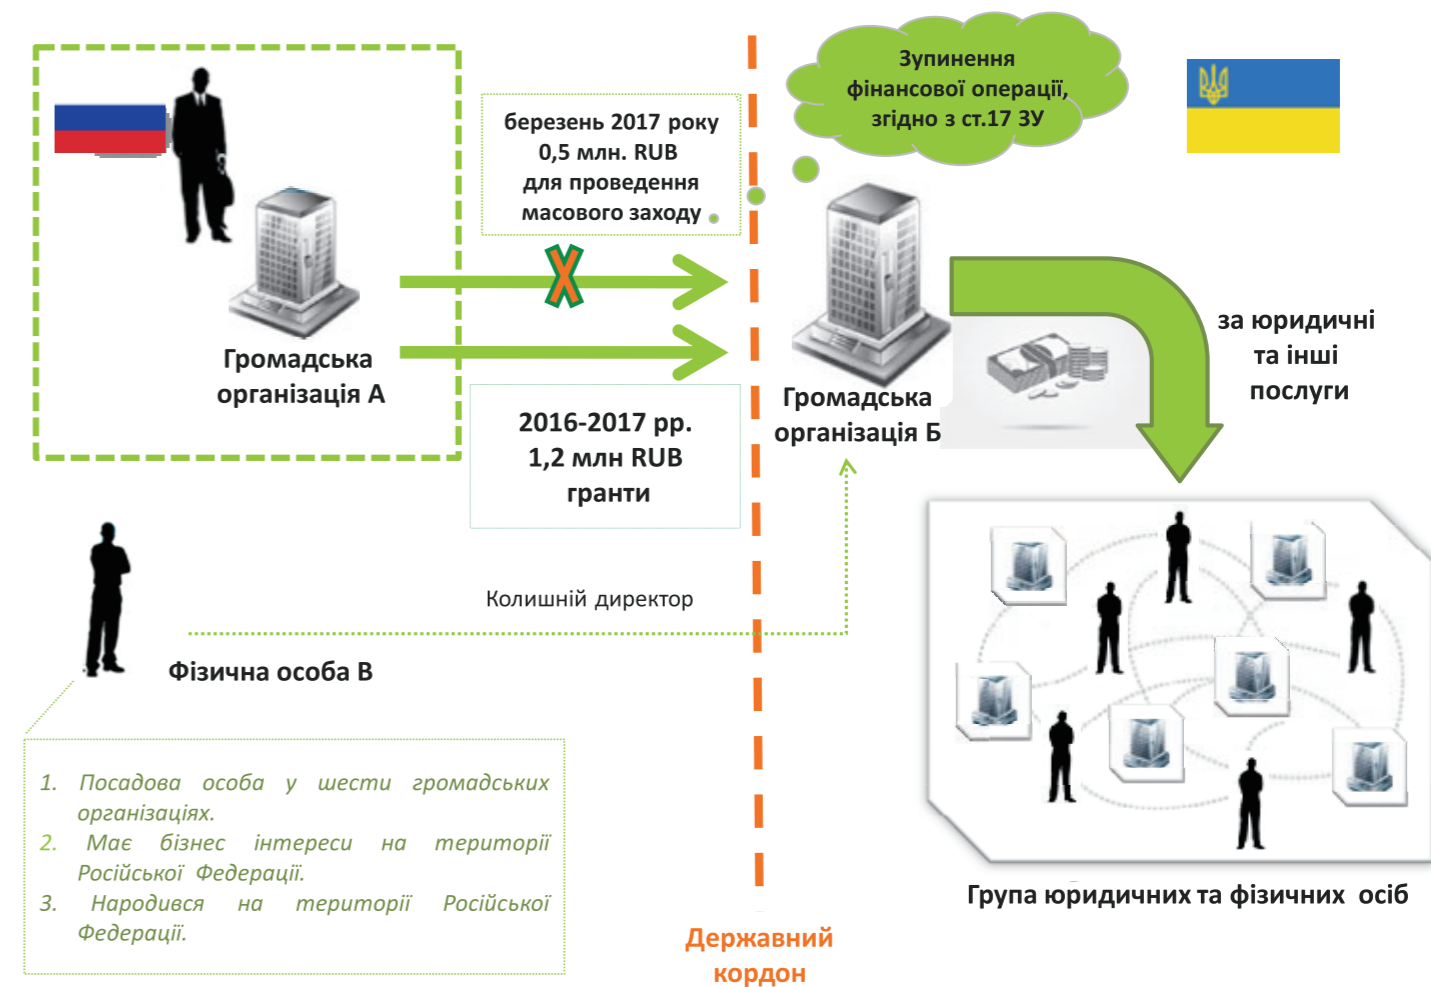 Зупинення
фінансової операції,
згідно з ст.17 ЗУ
березень 2017 року
0,5 млн. RUB
для проведення
масового заходу
Громадська
організація А
2016-2017 рр.
1,2 млн RUB
гранти
Громадська
організація Б
за юридичні
та інші
послуги
Колишній директор
Фізична особа В
1. Посадова особа у шести громадських
організаціях.
2. Має бізнес інтереси на території
Російської Федерації.
3. Народився на території Російської
Федерації.
Група юридичних та фізичних осіб
Державний
кордон